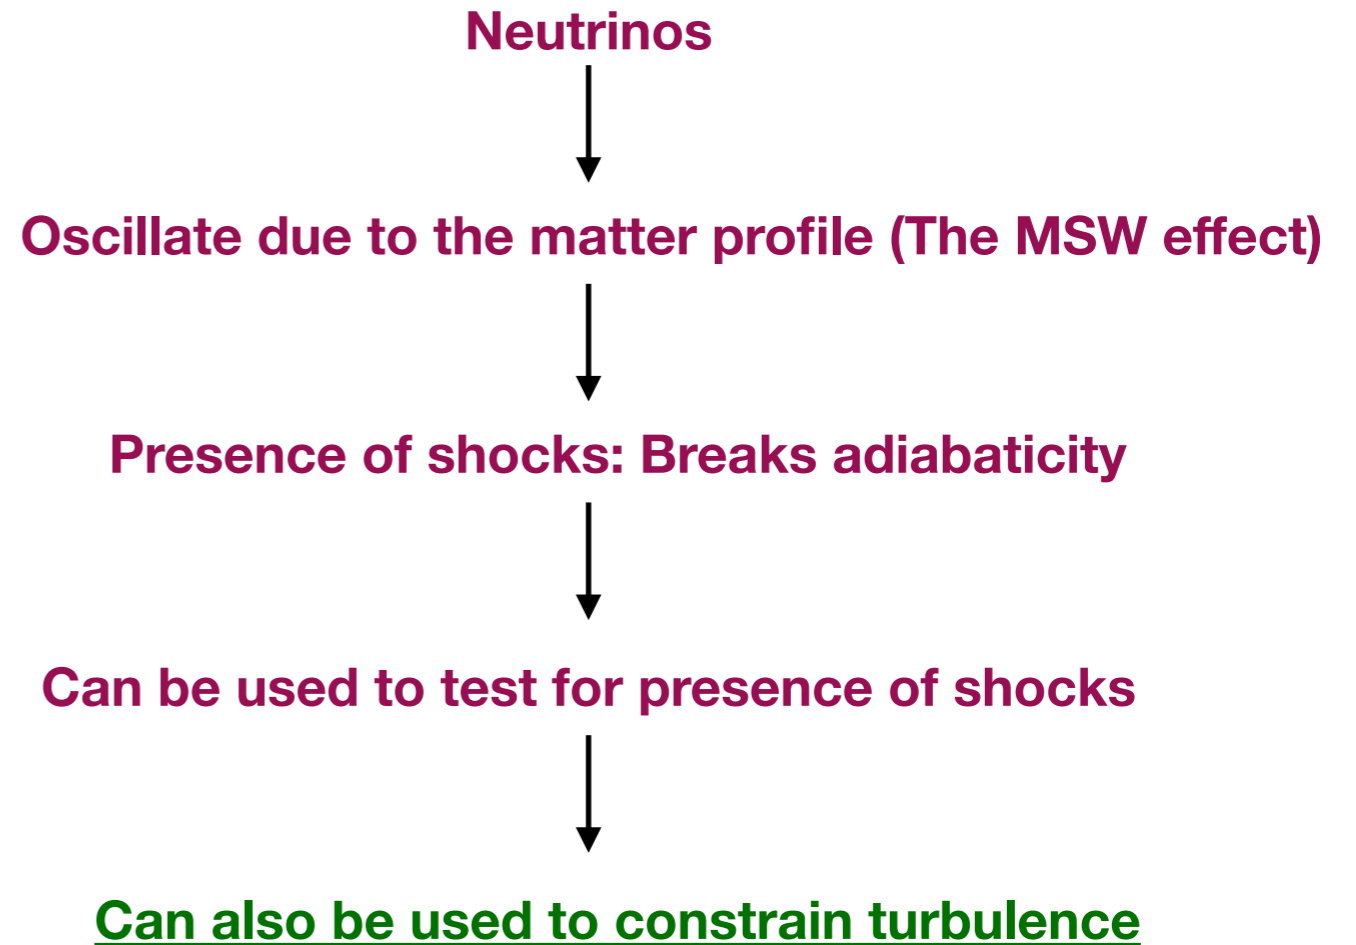 Neutrinos
Oscillate due to the matter profile (The MSW effect)
Presence of shocks: Breaks adiabaticity
Can be used to test for presence of shocks
Can also be used to constrain turbulence